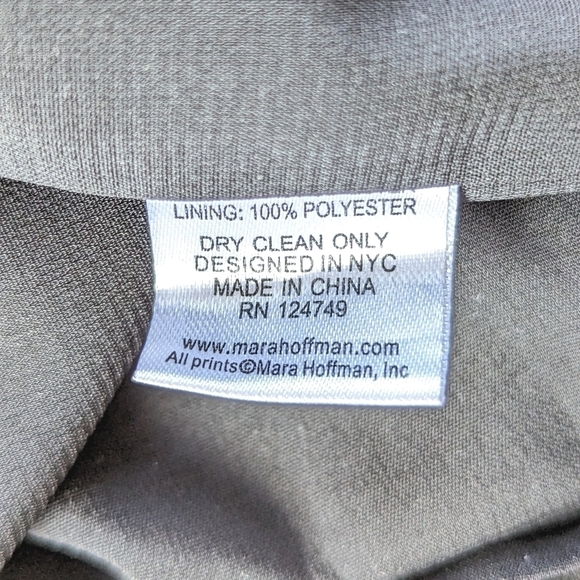 LINING: 100% POLYESTER
DRY CLEAN ONLY
DESIGNED IN NYC
MADE IN CHINA
RN 124749
www.marahoffman.com
All prints©Mara Hoffman, Inc